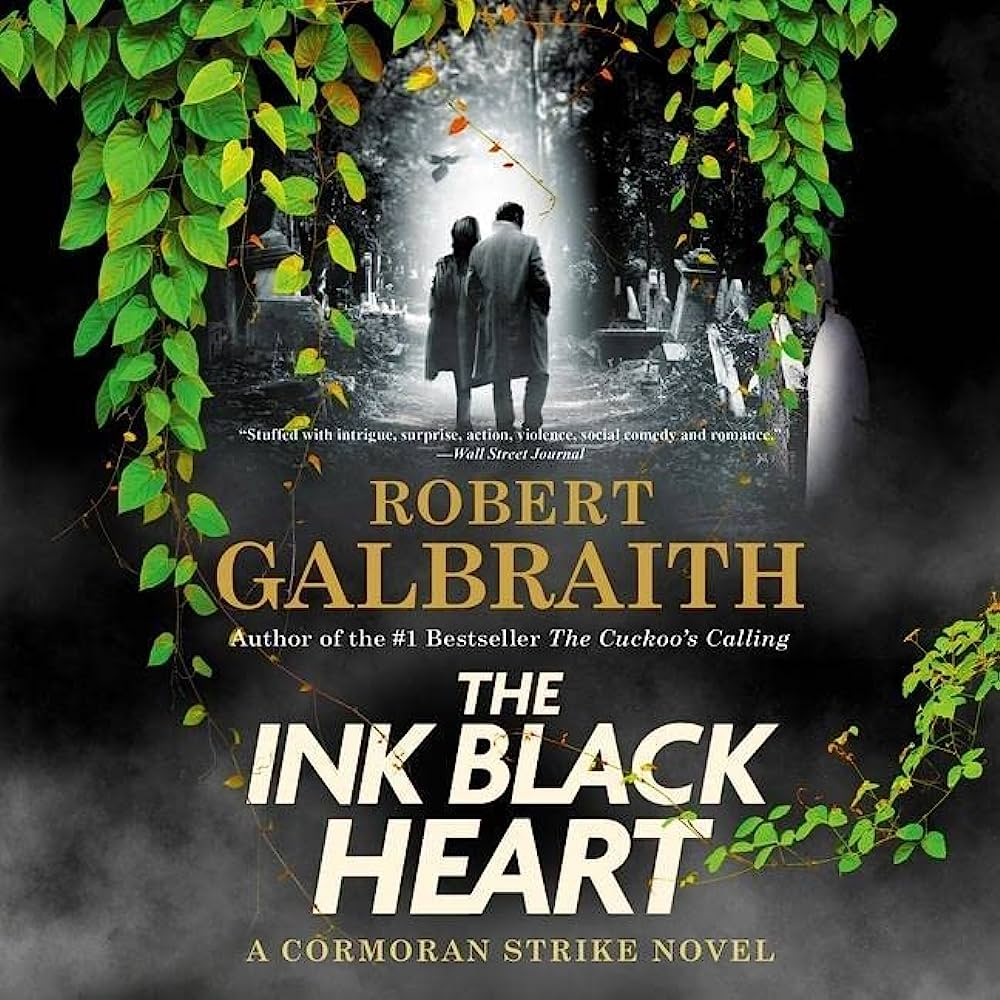 “Stuffed with intrigue, surprise, action, violence, social comedy and romance.”
—Wall Street Journal
ROBERT
GALBRAITH
Author of the #1 Bestseller The Cuckoo’s Calling
THE
INK BLACK
HEART
A CORMORAN STRIKE NOVEL